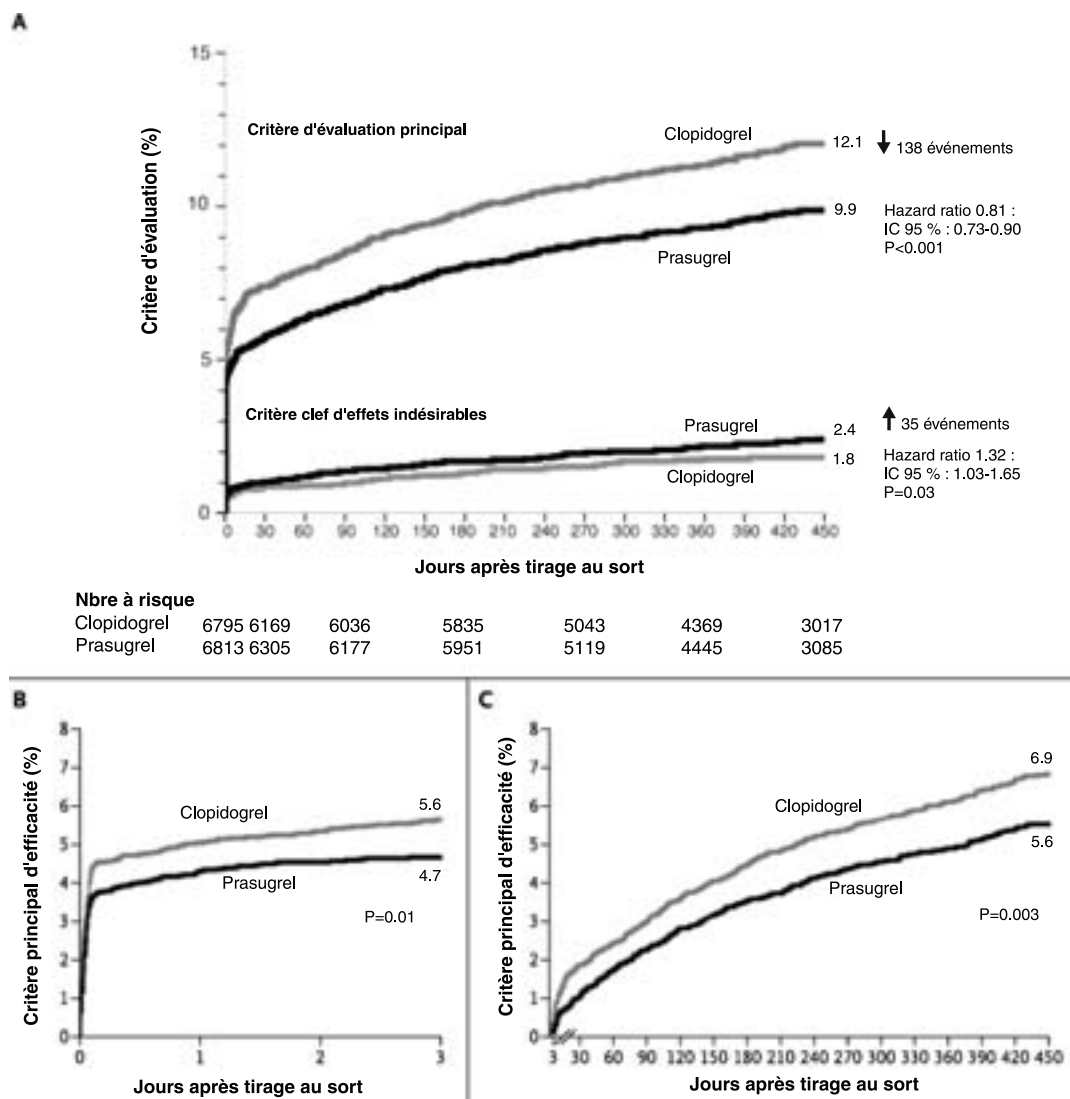 A
Critère d'évaluation (%)
15
10
5
0
Critère d'évaluation principal
Clopidogrel
12.1
↓ 138 événements
9.9
Hazard ratio 0.81 :
IC 95 % : 0.73-0.90
P<0.001
Prasugrel
Critère clef d'effets indésirables
Prasugrel
2.4
↑ 35 événements
1.8
Clopidogrel
Hazard ratio 1.32 :
IC 95 % : 1.03-1.65
P=0.03
0 30 60 90 120 150 180 210 240 270 300 330 360 390 420 450
Jours après tirage au sort
Nbre à risque
Clopidogrel 6795 6169 6036 5835 5043 4369 3017
Prasugrel 6813 6305 6177 5951 5119 4445 3085
B
Critère principal d'efficacité (%)
8
7
6
5
4
3
2
1
0
Clopidogrel
5.6
Prasugrel
4.7
P=0.01
0 1 2 3
Jours après tirage au sort
C
Critère principal d'efficacité (%)
8
7
6
5
4
3
2
1
0
Clopidogrel
6.9
5.6
Prasugrel
P=0.003
3 30 60 90 120 150 180 210 240 270 300 330 360 390 420 450
Jours après tirage au sort